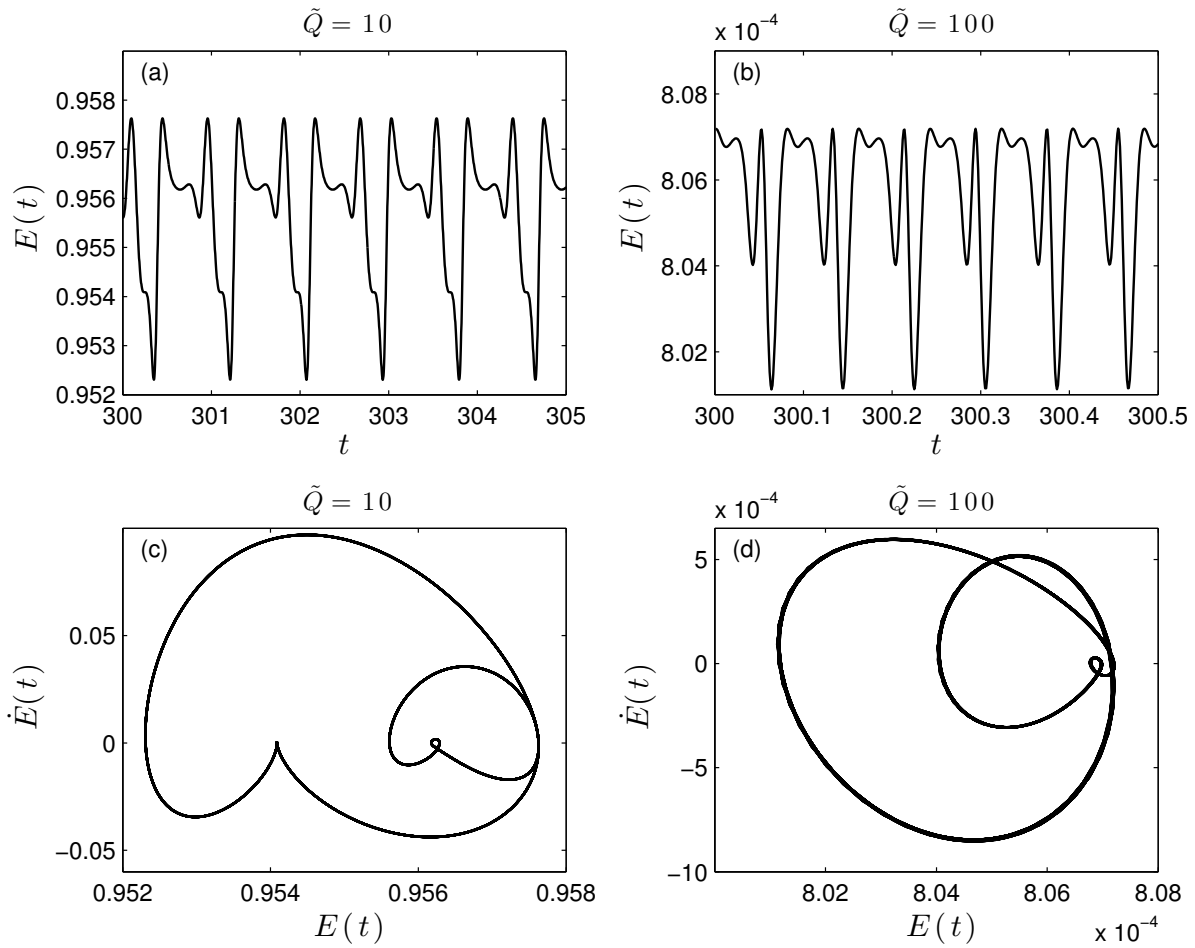 Q̃ = 10
(a)
0.958
0.957
0.956
0.955
0.954
0.953
0.952
E(t)
300 301 302 303 304 305
t
Q̃ = 100
x 10⁻⁴
(b)
8.08
8.06
8.04
8.02
E(t)
300 300.1 300.2 300.3 300.4 300.5
t
Q̃ = 10
(c)
0.05
0
−0.05
Ė(t)
0.952 0.954 0.956 0.958
E(t)
Q̃ = 100
x 10⁻⁴
(d)
5
0
−5
−10
Ė(t)
8.02 8.04 8.06 8.08
E(t)
x 10⁻⁴